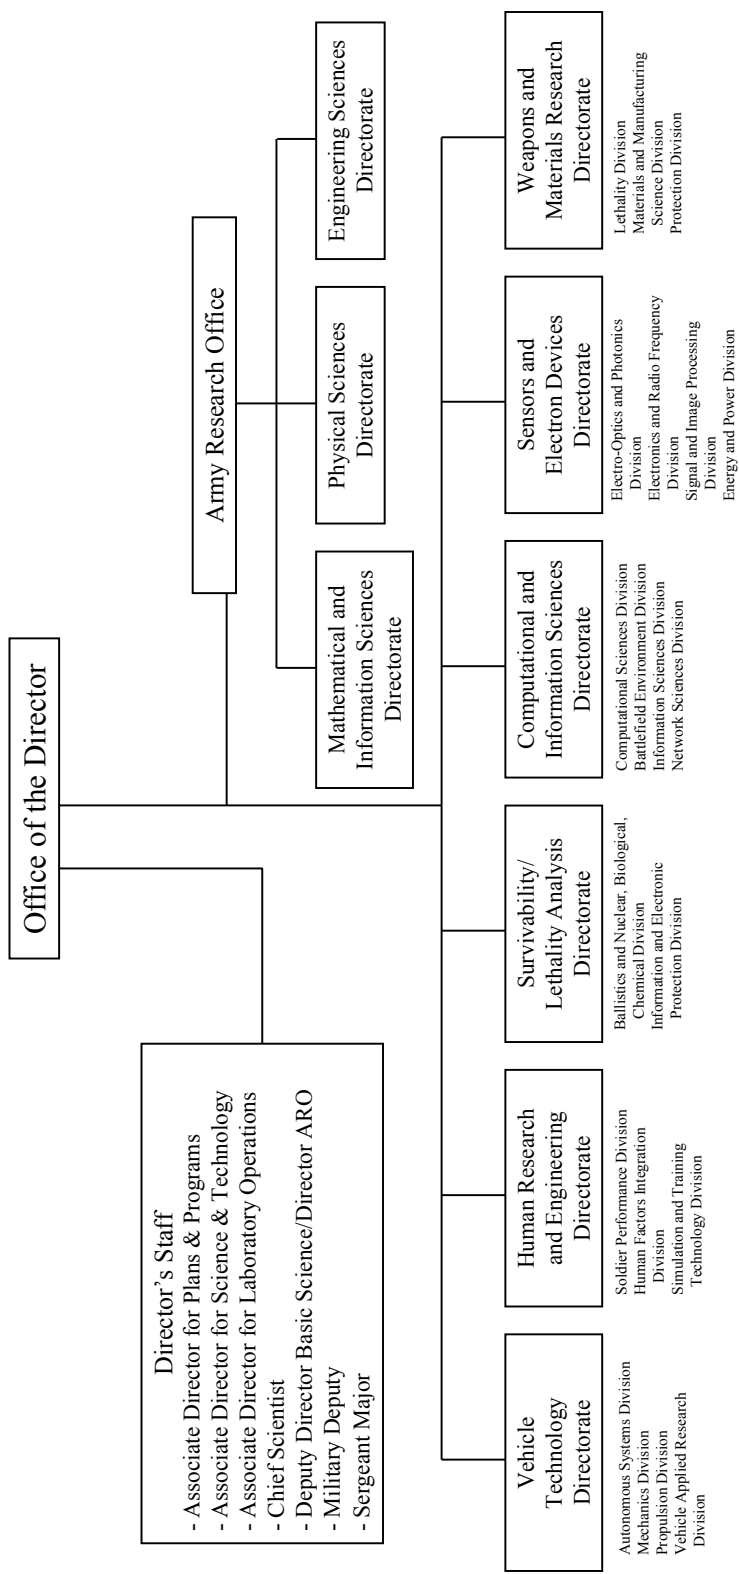 Office of the Director
Director's Staff
- Associate Director for Plans & Programs
- Associate Director for Science & Technology
- Associate Director for Laboratory Operations
- Chief Scientist
- Deputy Director Basic Science/Director ARO
- Military Deputy
- Sergeant Major
Army Research Office
Mathematical and
Information Sciences
Directorate
Physical Sciences
Directorate
Engineering Sciences
Directorate
Vehicle
Technology
Directorate
Autonomous Systems Division
Mechanics Division
Propulsion Division
Vehicle Applied Research
Division
Human Research
and Engineering
Directorate
Soldier Performance Division
Human Factors Integration
Division
Simulation and Training
Technology Division
Survivability/
Lethality Analysis
Directorate
Ballistics and Nuclear, Biological,
Chemical Division
Information and Electronic
Protection Division
Computational and
Information Sciences
Directorate
Computational Sciences Division
Battlefield Environment Division
Information Sciences Division
Network Sciences Division
Sensors and
Electron Devices
Directorate
Electro-Optics and Photonics
Division
Electronics and Radio Frequency
Division
Signal and Image Processing
Division
Energy and Power Division
Weapons and
Materials Research
Directorate
Lethality Division
Materials and Manufacturing
Science Division
Protection Division